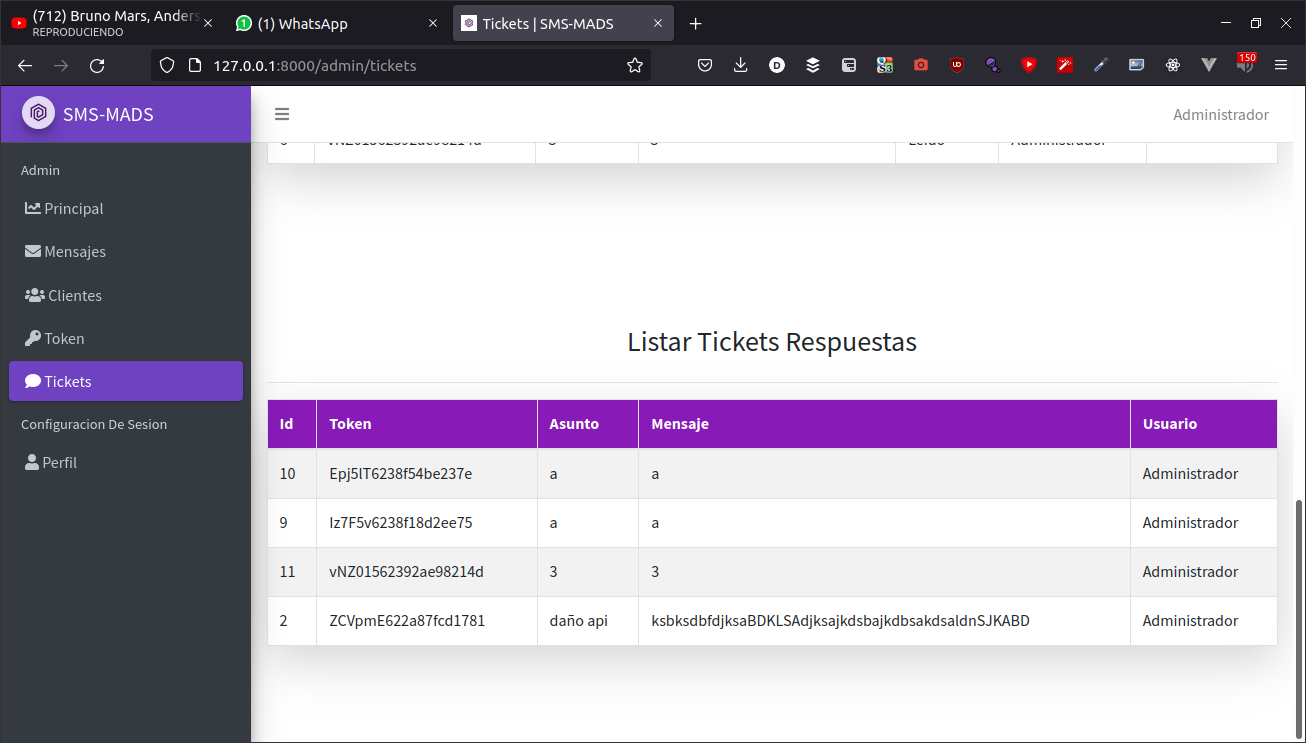 (712) Bruno Mars, Anders
REPRODUCIENDO
(1) WhatsApp
Tickets | SMS-MADS
127.0.0.1:8000/admin/tickets
150
SMS-MADS
Administrador
Admin
Principal
Mensajes
Clientes
Token
Tickets
Configuracion De Sesion
Perfil
Listar Tickets Respuestas
Id Token Asunto Mensaje Usuario
10 Epj5lT6238f54be237e a a Administrador
9 Iz7F5v6238f18d2ee75 a a Administrador
11 vNZ01562392ae98214d 3 3 Administrador
2 ZCVpmE622a87fcd1781 daño api ksbksdbfdjksaBDKLSAdjksajkdsbajkdbsakdsaldnSJKABD Administrador